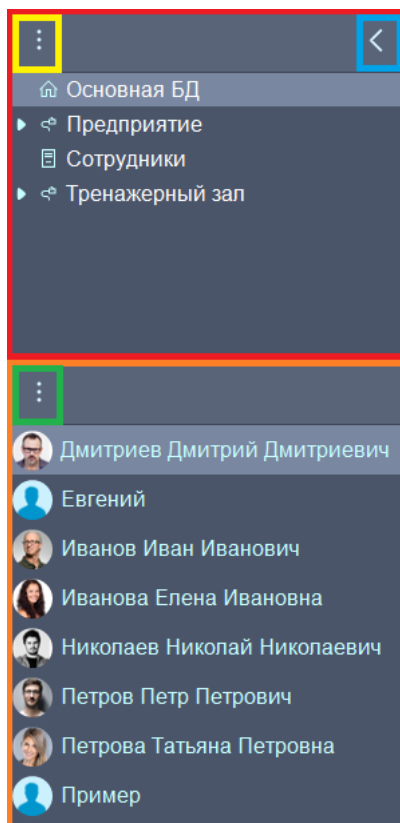 Основная БД
Предприятие
Сотрудники
Тренажерный зал
Дмитриев Дмитрий Дмитриевич
Евгений
Иванов Иван Иванович
Иванова Елена Ивановна
Николаев Николай Николаевич
Петров Петр Петрович
Петрова Татьяна Петровна
Пример